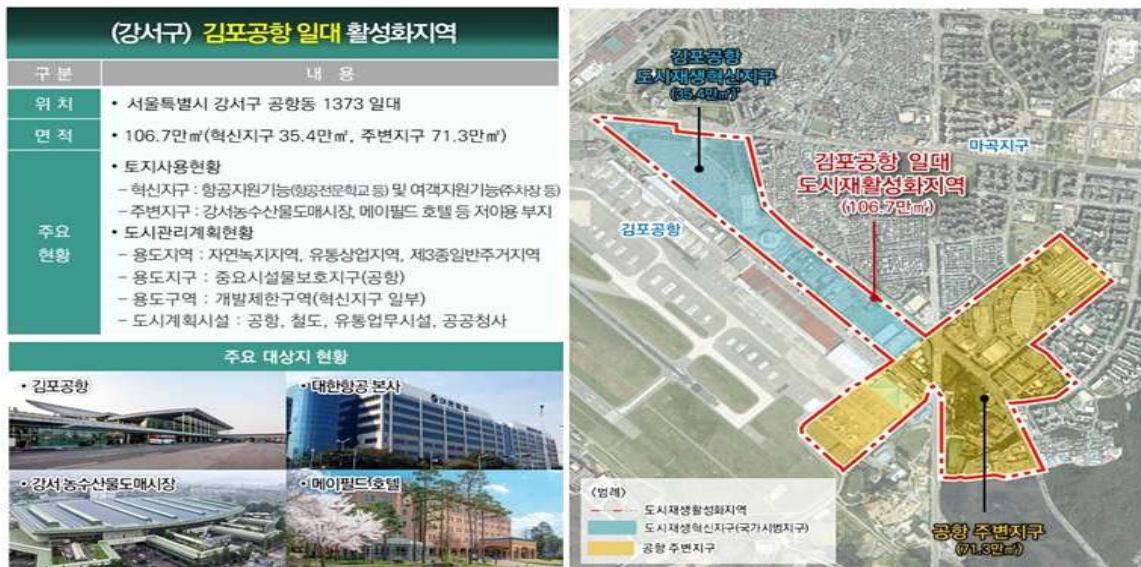 (강서구) 김포공항 일대 활성화지역
구 분 내 용
위 치 • 서울특별시 강서구 공항동 1373 일대
면 적 • 106.7만㎡(혁신지구 35.4만㎡, 주변지구 71.3만㎡)
주요 현황
• 토지사용현황
– 혁신지구 : 항공지원기능(항공전문학교 등) 및 여객지원기능(주차장 등)
– 주변지구 : 강서농수산물도매시장, 메이필드 호텔 등 저이용 부지
• 도시관리계획현황
– 용도지역 : 자연녹지지역, 유통상업지역, 제3종일반주거지역
– 용도지구 : 중요시설물보호지구(공항)
– 용도구역 : 개발제한구역(혁신지구 일부)
– 도시계획시설 : 공항, 철도, 유통업무시설, 공공청사
주요 대상지 현황
• 김포공항
• 대한항공 본사
대한항공
• 강서 농수산물도매시장
• 메이필드 호텔
김포공항
도시재생혁신지구
(35.4만㎡)
마곡지구
김포공항 일대
도시재활성화지역
(106.7만㎡)
김포공항
공항 주변지구
(71.3만㎡)
〈범례〉
도시재생활성화지역
도시재생혁신지구(국가시범지구)
공항 주변지구